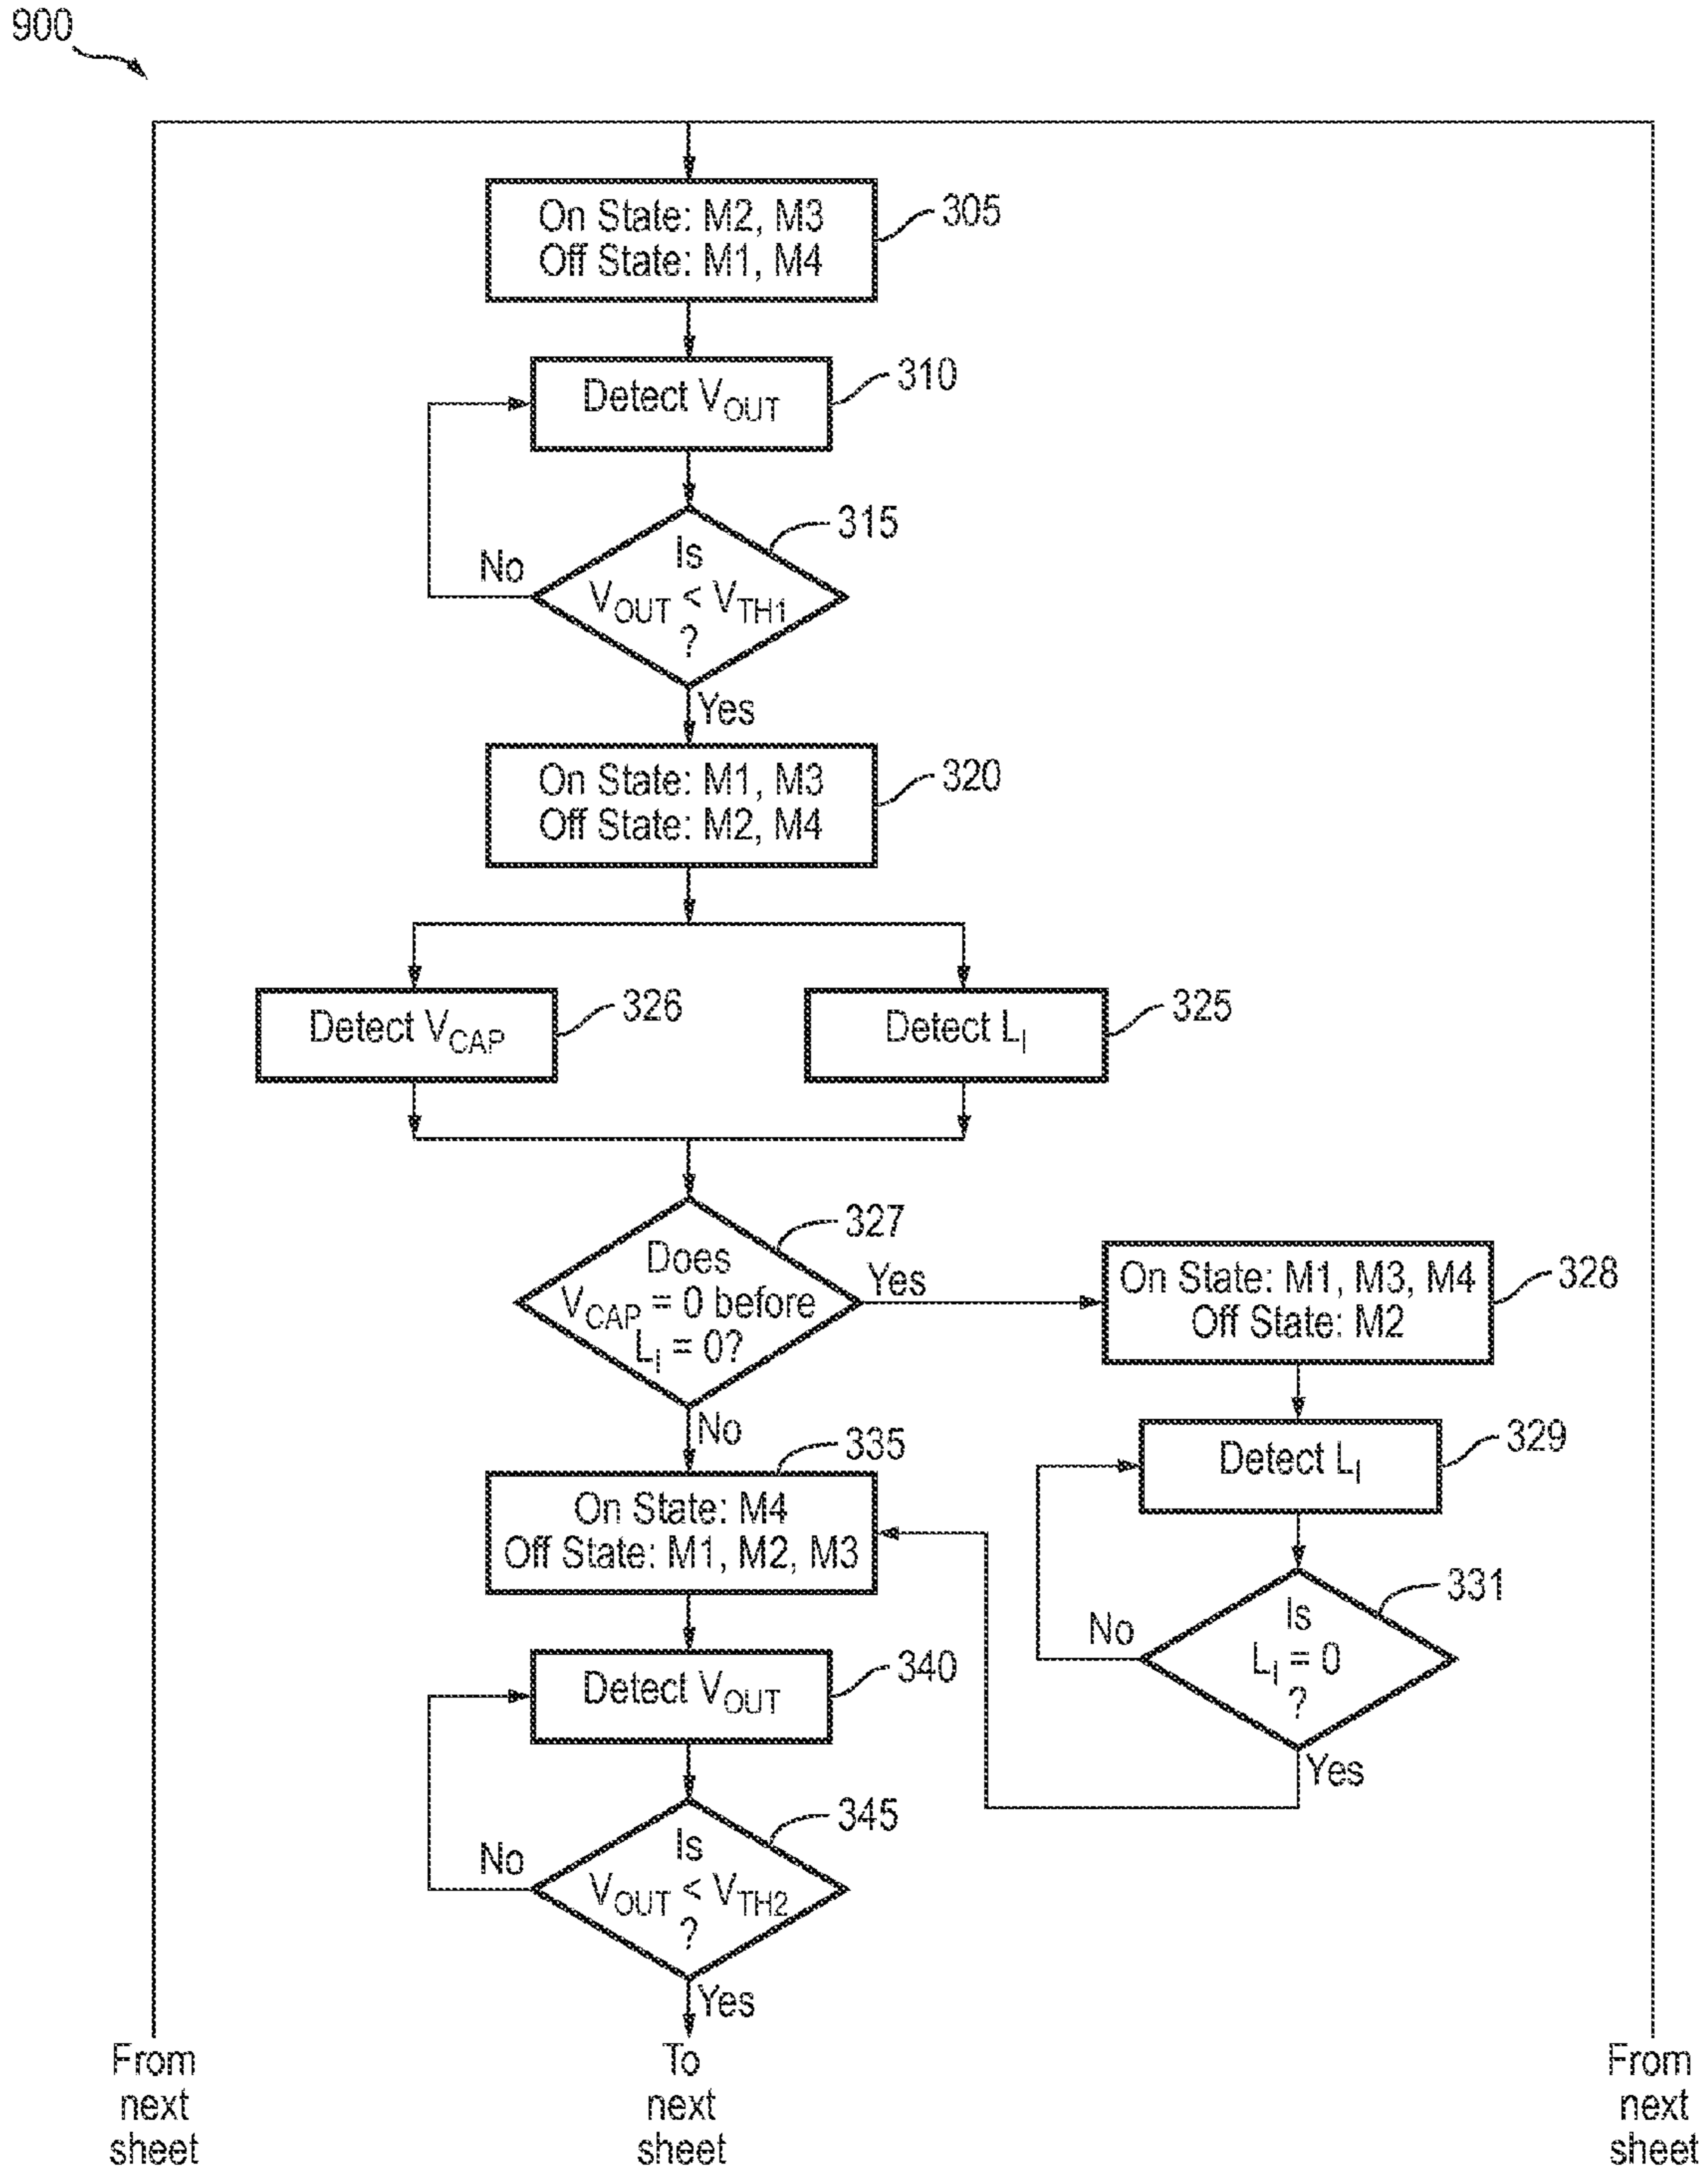 900
On State: M2, M3
Off State: M1, M4
305
Detect VOUT
310
Is
VOUT < VTH1
?
315
No
Yes
On State: M1, M3
Off State: M2, M4
320
Detect VCAP
326
Detect LI
325
Does
VCAP = 0 before
LI = 0?
327
Yes
No
On State: M1, M3, M4
Off State: M2
328
Detect LI
329
Is
LI = 0
?
331
No
Yes
On State: M4
Off State: M1, M2, M3
335
Detect VOUT
340
Is
VOUT < VTH2
?
345
No
Yes
From
next
sheet
To
next
sheet
From
next
sheet